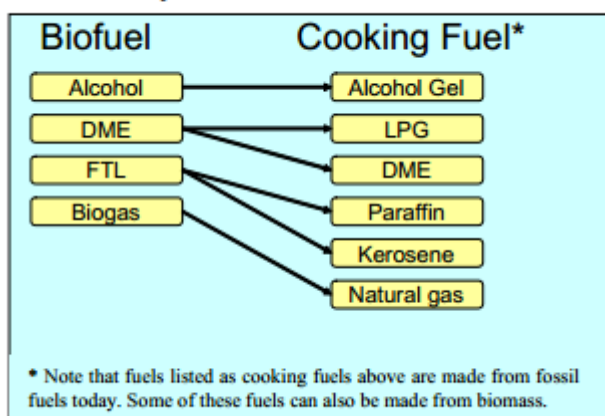 Biofuel Cooking Fuel*
Alcohol Alcohol Gel
DME LPG
FTL DME
Biogas Paraffin
Kerosene
Natural gas
* Note that fuels listed as cooking fuels above are made from fossil
fuels today. Some of these fuels can also be made from biomass.